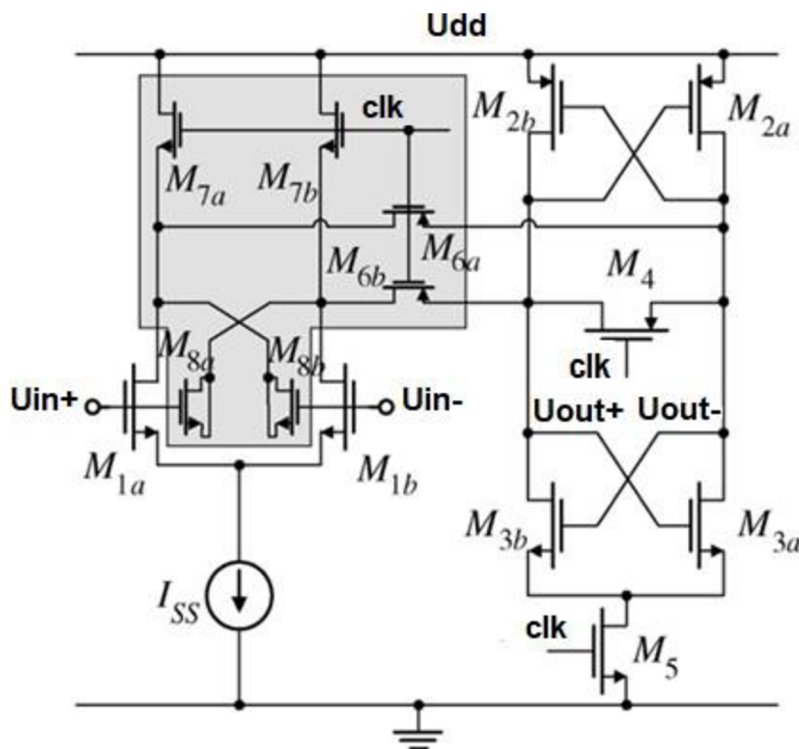 Udd
clk
M2b
M2a
M7a
M7b
M6b
M6a
M4
clk
M8a
M8b
Uin+
Uin-
Uout+
Uout-
M1a
M1b
M3b
M3a
ISS
clk
M5